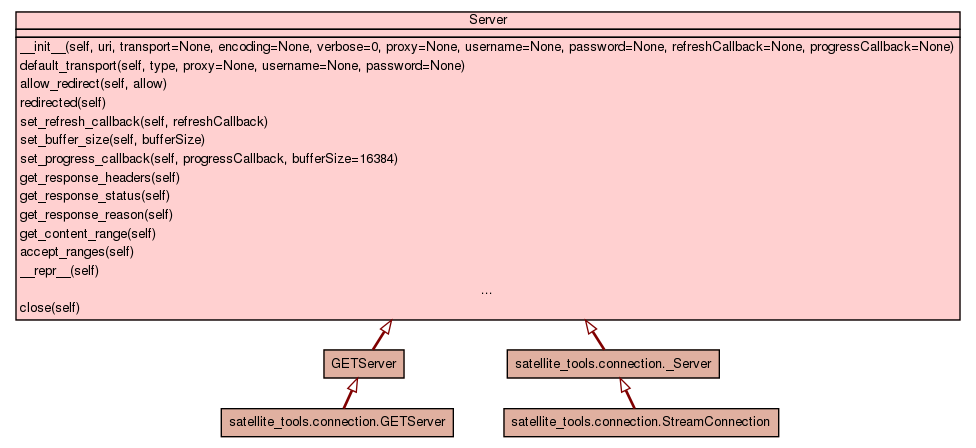 Server
__init__(self, uri, transport=None, encoding=None, verbose=0, proxy=None, username=None, password=None, refreshCallback=None, progressCallback=None)
default_transport(self, type, proxy=None, username=None, password=None)
allow_redirect(self, allow)
redirected(self)
set_refresh_callback(self, refreshCallback)
set_buffer_size(self, bufferSize)
set_progress_callback(self, progressCallback, bufferSize=16384)
get_response_headers(self)
get_response_status(self)
get_response_reason(self)
get_content_range(self)
accept_ranges(self)
__repr__(self)
...
close(self)
GETServer
satellite_tools.connection._Server
satellite_tools.connection.GETServer
satellite_tools.connection.StreamConnection